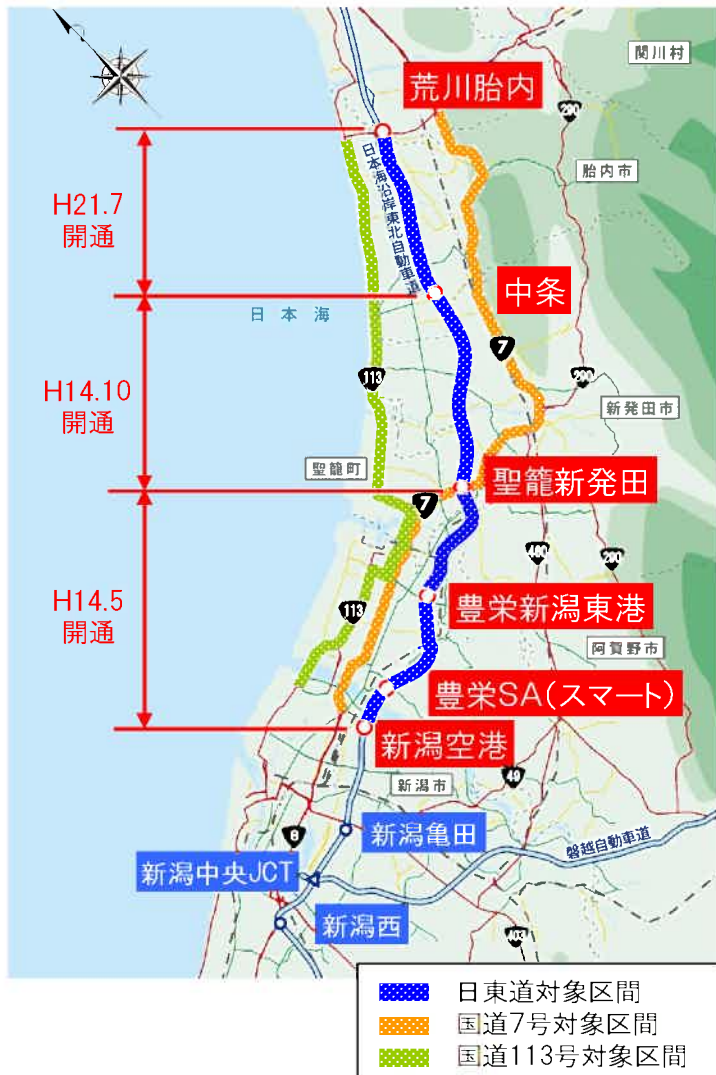 関川村
荒川胎内
290
胎内市
H21.7
開通
日本海沿岸東北自動車道
中条
日本海
7
113
290
H14.10
開通
新発田市
聖籠町
聖籠新発田
7
460
290
H14.5
開通
113
豊栄新潟東港
阿賀野市
豊栄SA(スマート)
新潟空港
新潟市
49
8
新潟亀田
磐越自動車道
新潟中央JCT
新潟西
403
日東道対象区間
国道7号対象区間
国道113号対象区間